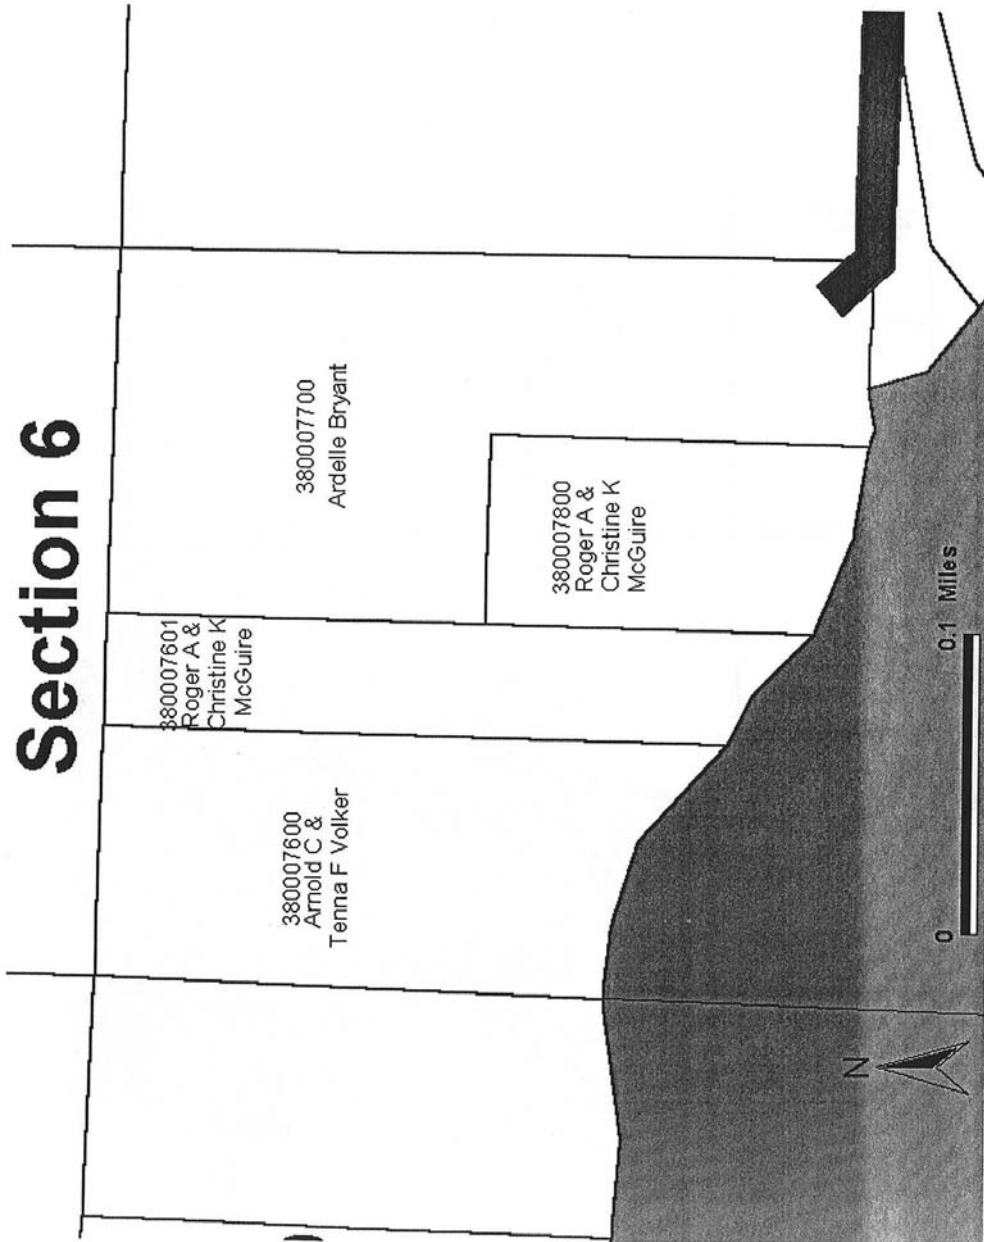 Section 6
380007700
Ardelle Bryant
380007601
Roger A &
Christine K
McGuire
380007800
Roger A &
Christine K
McGuire
380007600
Arnold C &
Tenna F Volker
0
0.1 Miles
N